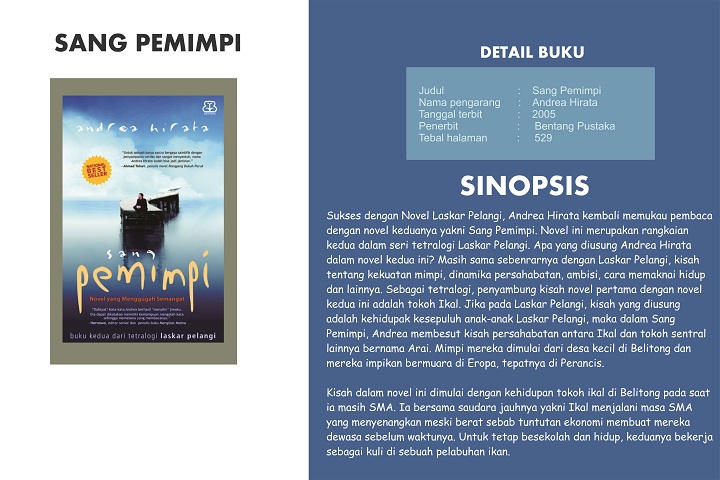 SANG PEMIMPI
andrea hirata
NATIONAL
BEST
SELLER
sang
pemimpi
Novel yang Menggugah Semangat
buku kedua dari tetralogi laskar pelangi
DETAIL BUKU
Judul : Sang Pemimpi
Nama pengarang : Andrea Hirata
Tanggal terbit : 2005
Penerbit : Bentang Pustaka
Tebal halaman : 529
SINOPSIS
Sukses dengan Novel Laskar Pelangi, Andrea Hirata kembali memukau pembaca
dengan novel keduanya yakni Sang Pemimpi. Novel ini merupakan rangkaian
kedua dalam seri tetralogi Laskar Pelangi. Apa yang diusung Andrea Hirata
dalam novel kedua ini? Masih sama sebenrarnya dengan Laskar Pelangi, kisah
tentang kekuatan mimpi, dinamika persahabatan, ambisi, cara memaknai hidup
dan lainnya. Sebagai tetralogi, penyambung kisah novel pertama dengan novel
kedua ini adalah tokoh Ikal. Jika pada Laskar Pelangi, kisah yang diusung
adalah kehidupak kesepuluh anak-anak Laskar Pelangi, maka dalam Sang
Pemimpi, Andrea membesut kisah persahabatan antara Ikal dan tokoh sentral
lainnya bernama Arai. Mimpi mereka dimulai dari desa kecil di Belitong dan
mereka impikan bermuara di Eropa, tepatnya di Perancis.
Kisah dalam novel ini dimulai dengan kehidupan tokoh ikal di Belitong pada saat
ia masih SMA. Ia bersama saudara jauhnya yakni Ikal menjalani masa SMA
yang menyenangkan meski berat sebab tuntutan ekonomi membuat mereka
dewasa sebelum waktunya. Untuk tetap besekolah dan hidup, keduanya bekerja
sebagai kuli di sebuah pelabuhan ikan.